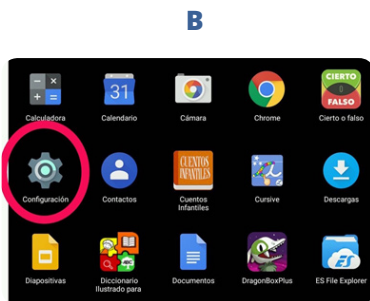 B
CIERTO
O
FALSO
31
Calculadora
Calendario
Cámara
Chrome
Cierto o falso
CUENTOS
INFANTILES
a
Configuración
Contactos
Cuentos
Infantiles
Cursive
Descargas
ES
Diapositivas
Diccionario
Ilustrado para
Documentos
DragonBoxPlus
ES File Explorer